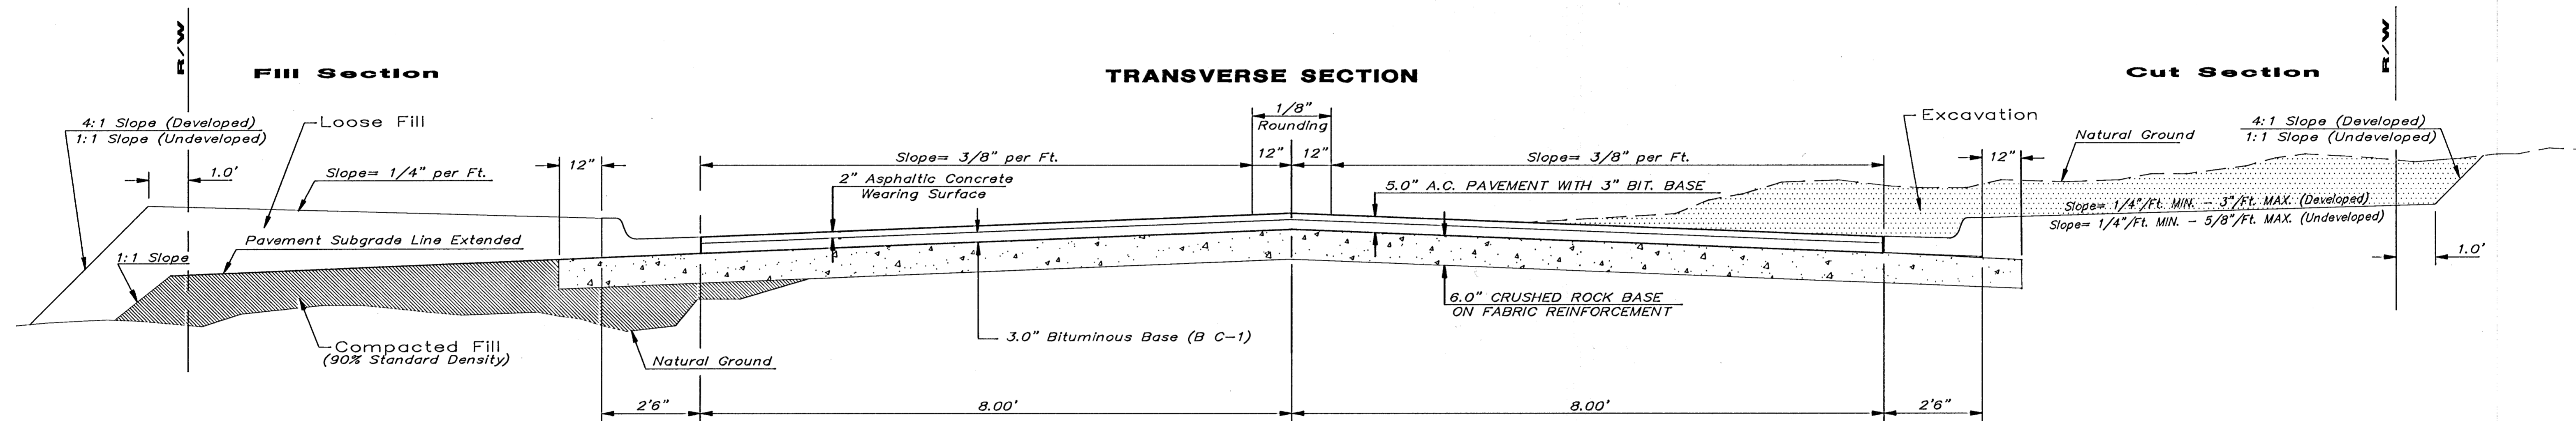 R/W
Fill Section
TRANSVERSE SECTION
Cut Section
R/W
4:1 Slope (Developed)
1:1 Slope (Undeveloped)
Loose Fill
1.0'
Slope= 1/4" per Ft.
12"
Slope= 3/8" per Ft.
2" Asphaltic Concrete
Wearing Surface
1/8"
Rounding
12"
12"
Slope= 3/8" per Ft.
5.0" A.C. PAVEMENT WITH 3" BIT. BASE
Excavation
Natural Ground
12"
4:1 Slope (Developed)
1:1 Slope (Undeveloped)
Slope= 1/4"/Ft. MIN. - 3"/Ft. MAX. (Developed)
Slope= 1/4"/Ft. MIN. - 5/8"/Ft. MAX. (Undeveloped)
1.0'
Pavement Subgrade Line Extended
1:1 Slope
Compacted Fill
(90% Standard Density)
Natural Ground
3.0" Bituminous Base (B C-1)
6.0" CRUSHED ROCK BASE
ON FABRIC REINFORCEMENT
2'6"
8.00'
8.00'
2'6"